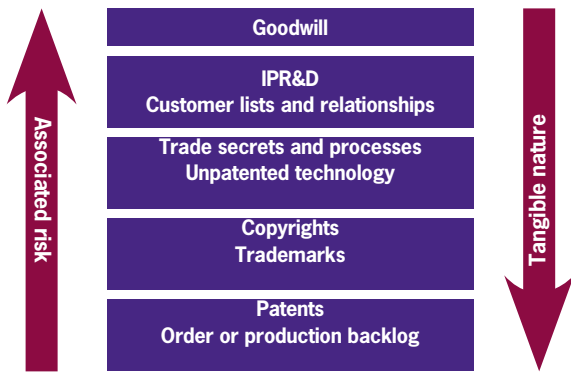 Goodwill
IPR&D
Customer lists and relationships
Trade secrets and processes
Unpatented technology
Copyrights
Trademarks
Patents
Order or production backlog
Associated risk
Tangible nature